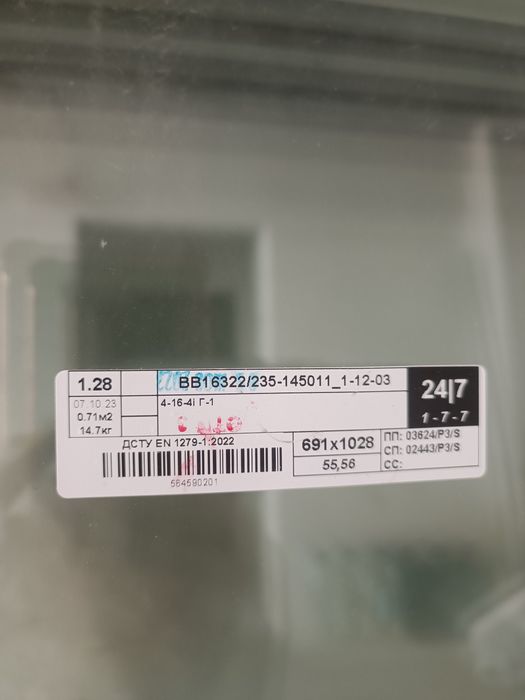 1.28
BB16322/235-145011_1-12-03
24|7
1-7-7
07.10.23
4-16-4i Г-1
0.71м2
14.7кг
ДСТУ EN 1279-1:2022
691x1028
55,56
ПП: 03624/P3/S
СП: 02443/P3/S
СС:
564590201